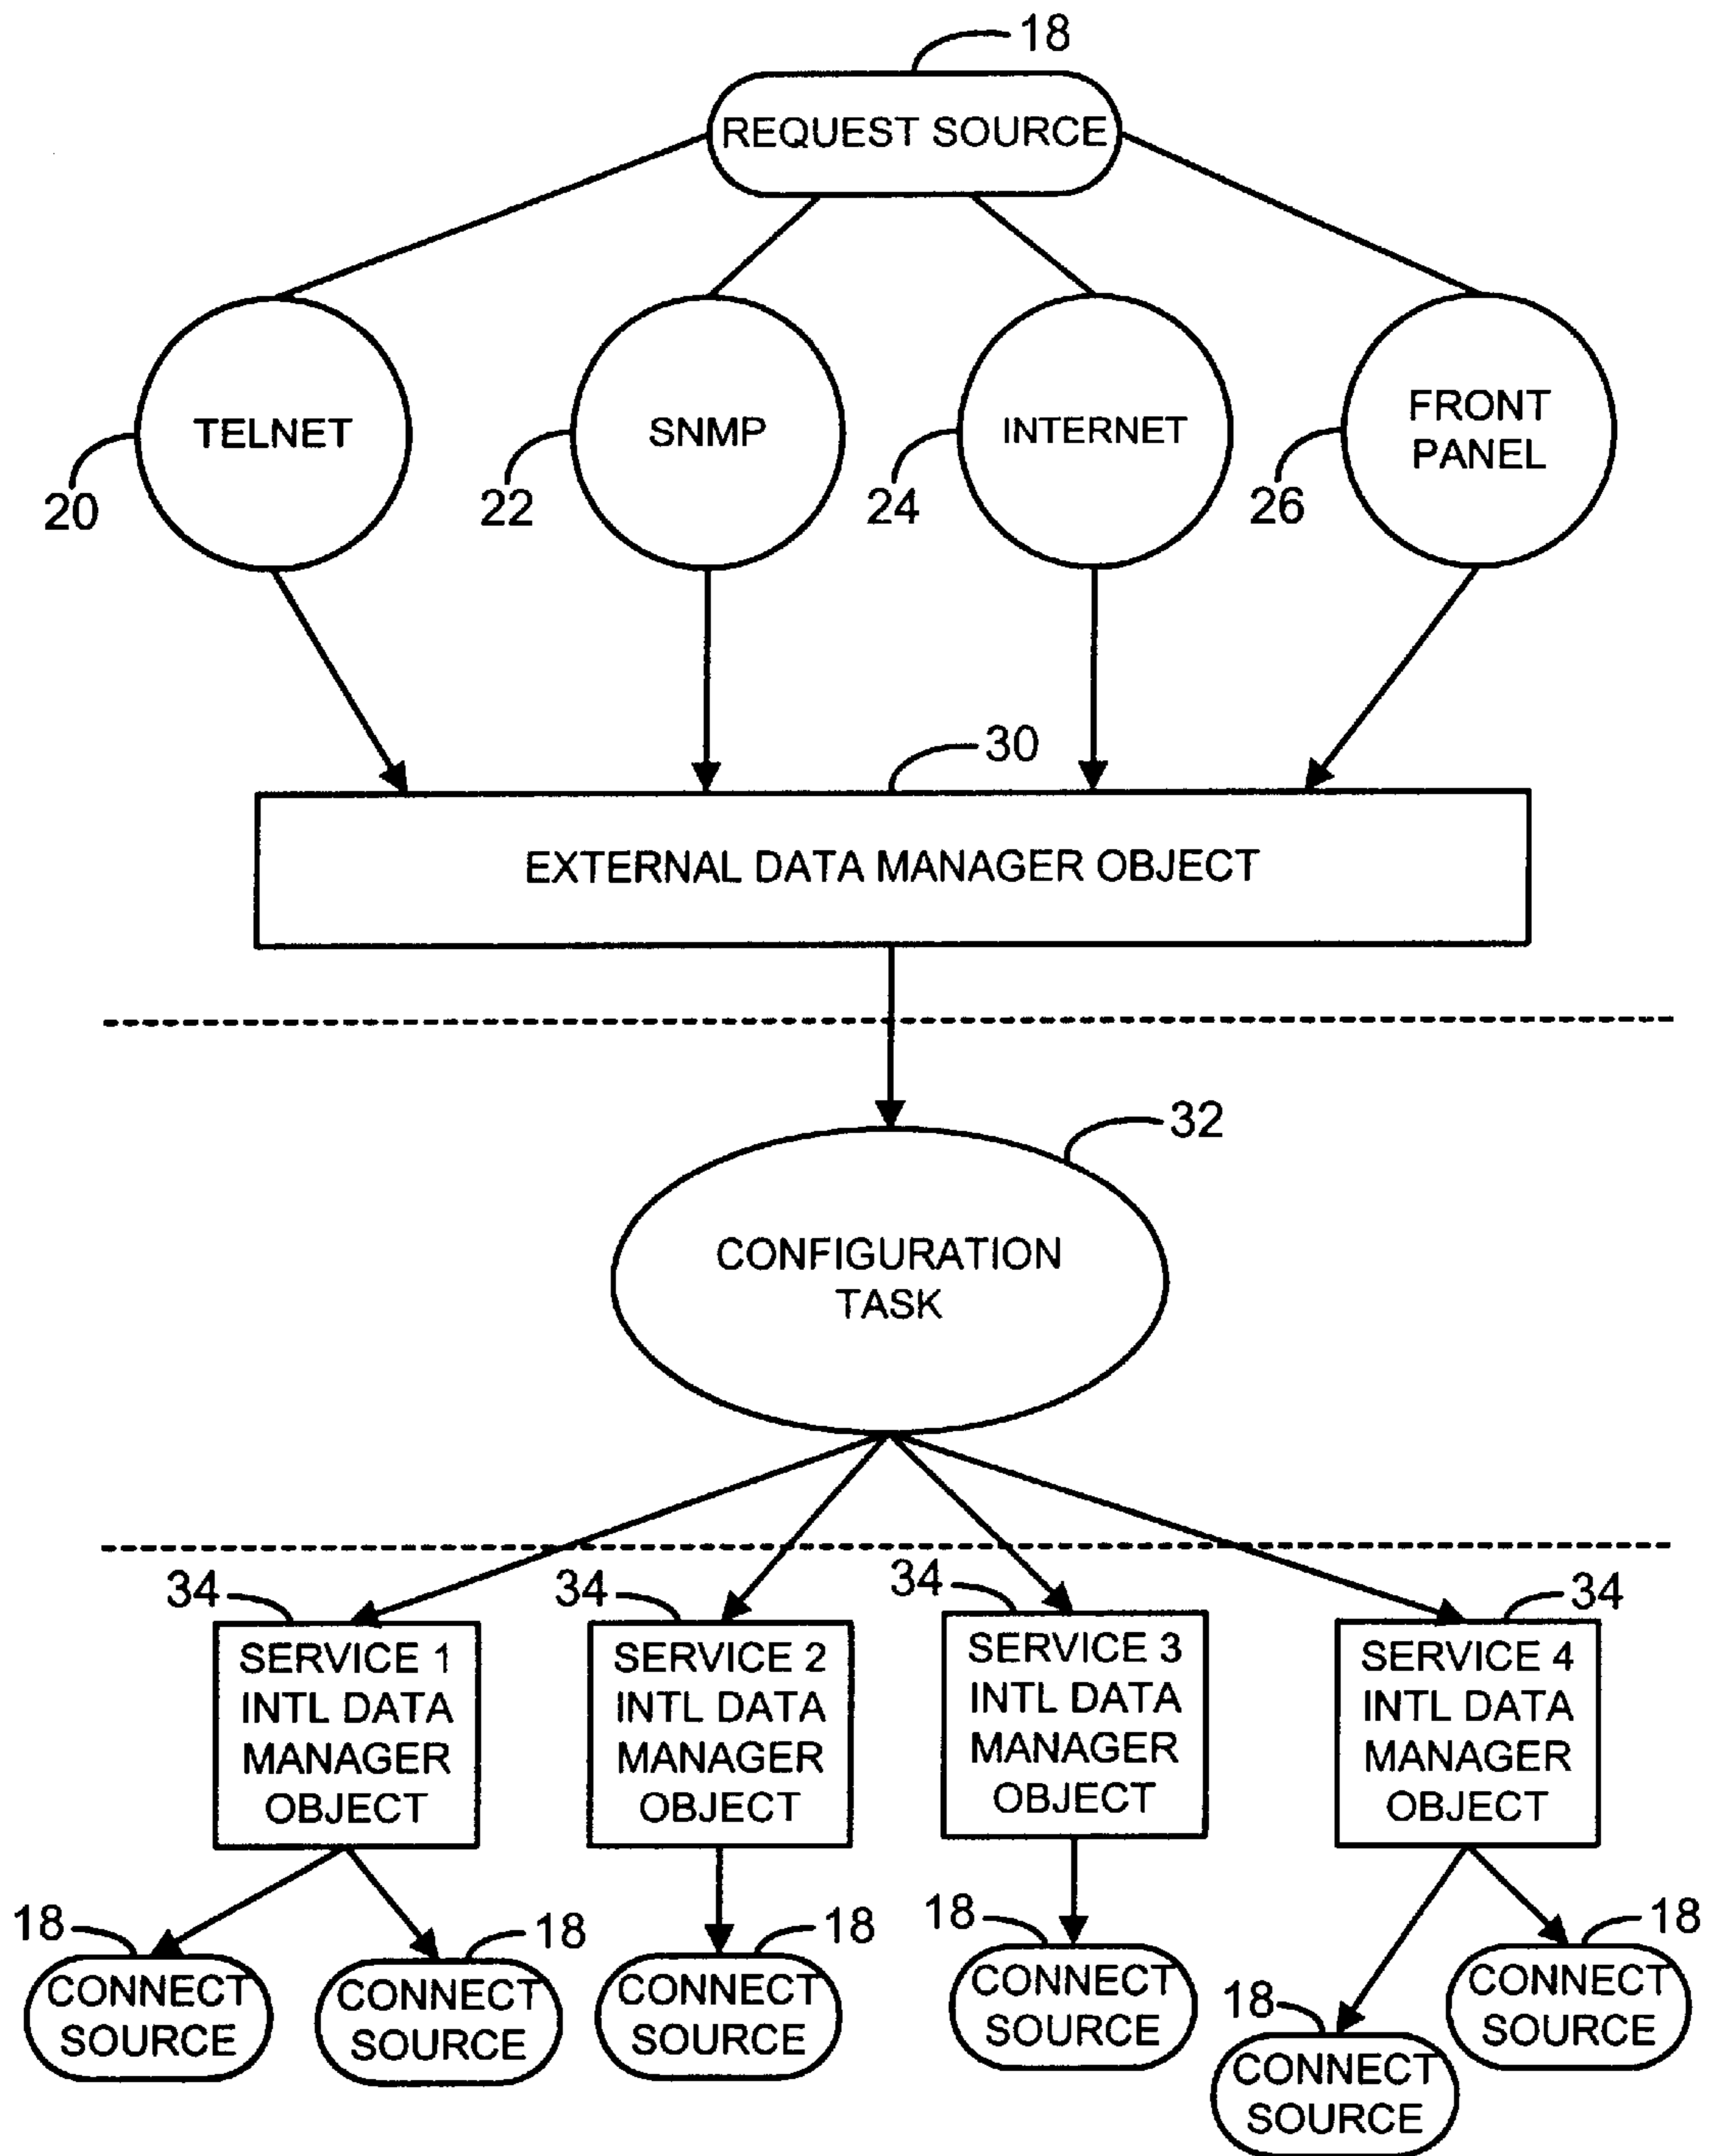 18
REQUEST SOURCE
TELNET
SNMP
INTERNET
FRONT
PANEL
20
22
24
26
30
EXTERNAL DATA MANAGER OBJECT
32
CONFIGURATION
TASK
34
34
34
34
SERVICE 1
INTL DATA
MANAGER
OBJECT
SERVICE 2
INTL DATA
MANAGER
OBJECT
SERVICE 3
INTL DATA
MANAGER
OBJECT
SERVICE 4
INTL DATA
MANAGER
OBJECT
18
CONNECT
SOURCE
18
CONNECT
SOURCE
18
CONNECT
SOURCE
18
CONNECT
SOURCE
18
CONNECT
SOURCE
18
CONNECT
SOURCE